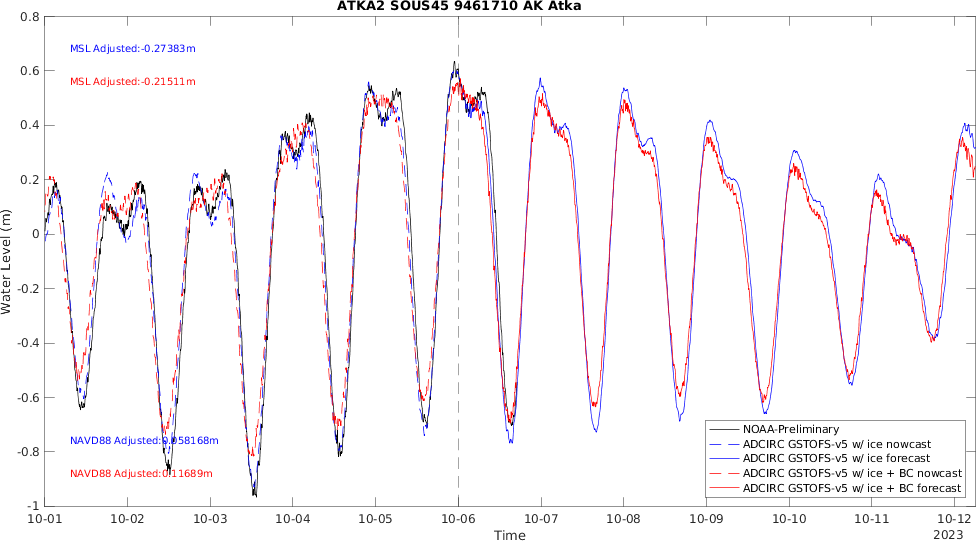 ATKA2 SOUS45 9461710 AK Atka
MSL Adjusted:-0.27383m
MSL Adjusted:-0.21511m
NAVD88 Adjusted:0.058168m
NAVD88 Adjusted:0.11689m
Water Level (m)
0.8
0.6
0.4
0.2
0
-0.2
-0.4
-0.6
-0.8
-1
NOAA-Preliminary
ADCIRC GSTOFS-v5 w/ ice nowcast
ADCIRC GSTOFS-v5 w/ ice forecast
ADCIRC GSTOFS-v5 w/ ice + BC nowcast
ADCIRC GSTOFS-v5 w/ ice + BC forecast
10-01 10-02 10-03 10-04 10-05 10-06 10-07 10-08 10-09 10-10 10-11 10-12
2023
Time